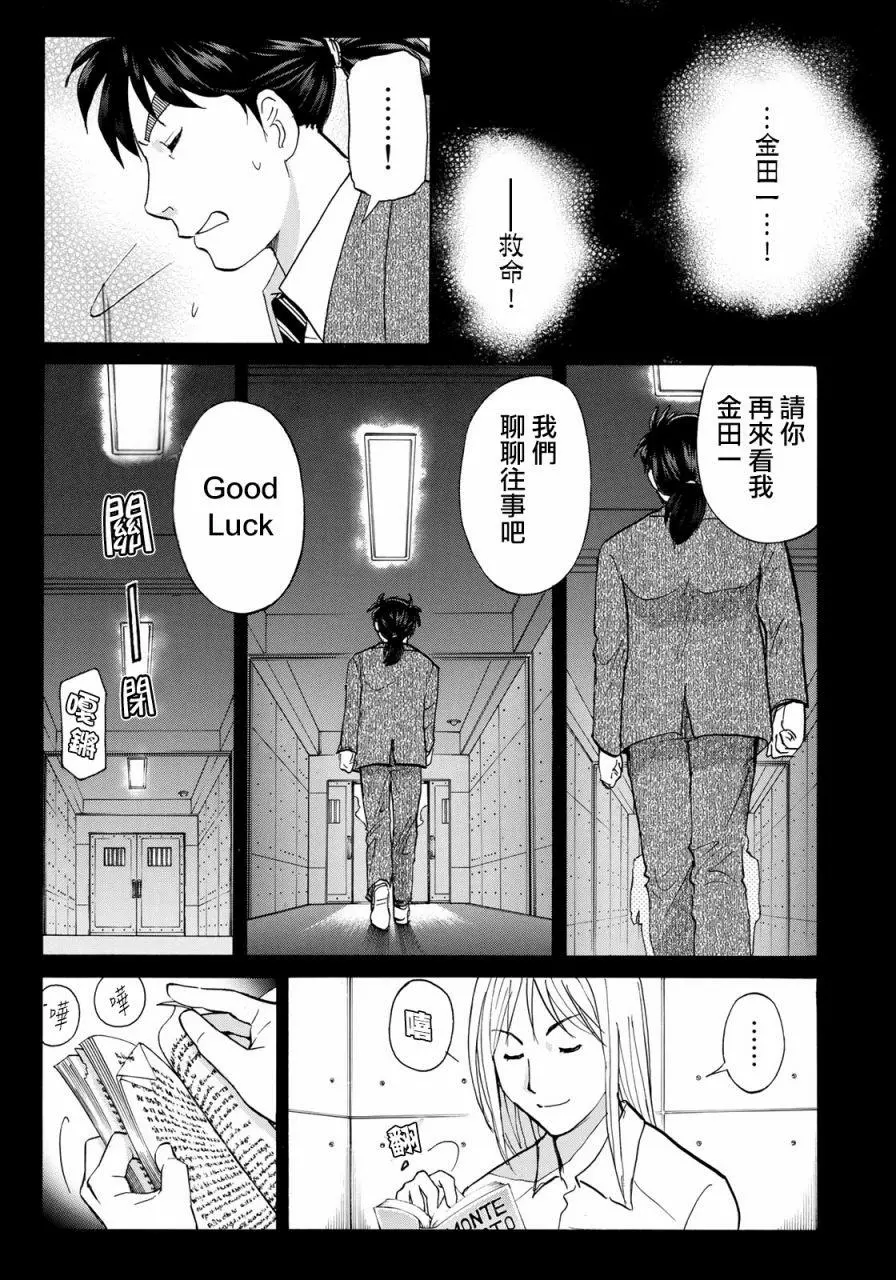 …金田一…！
——救命！
……！
請你
再來看我
金田一
我們
聊聊往事吧
Good
Luck
關——閉
嘎鏘
……
嘻
翻
MONTE
嘩
嘩